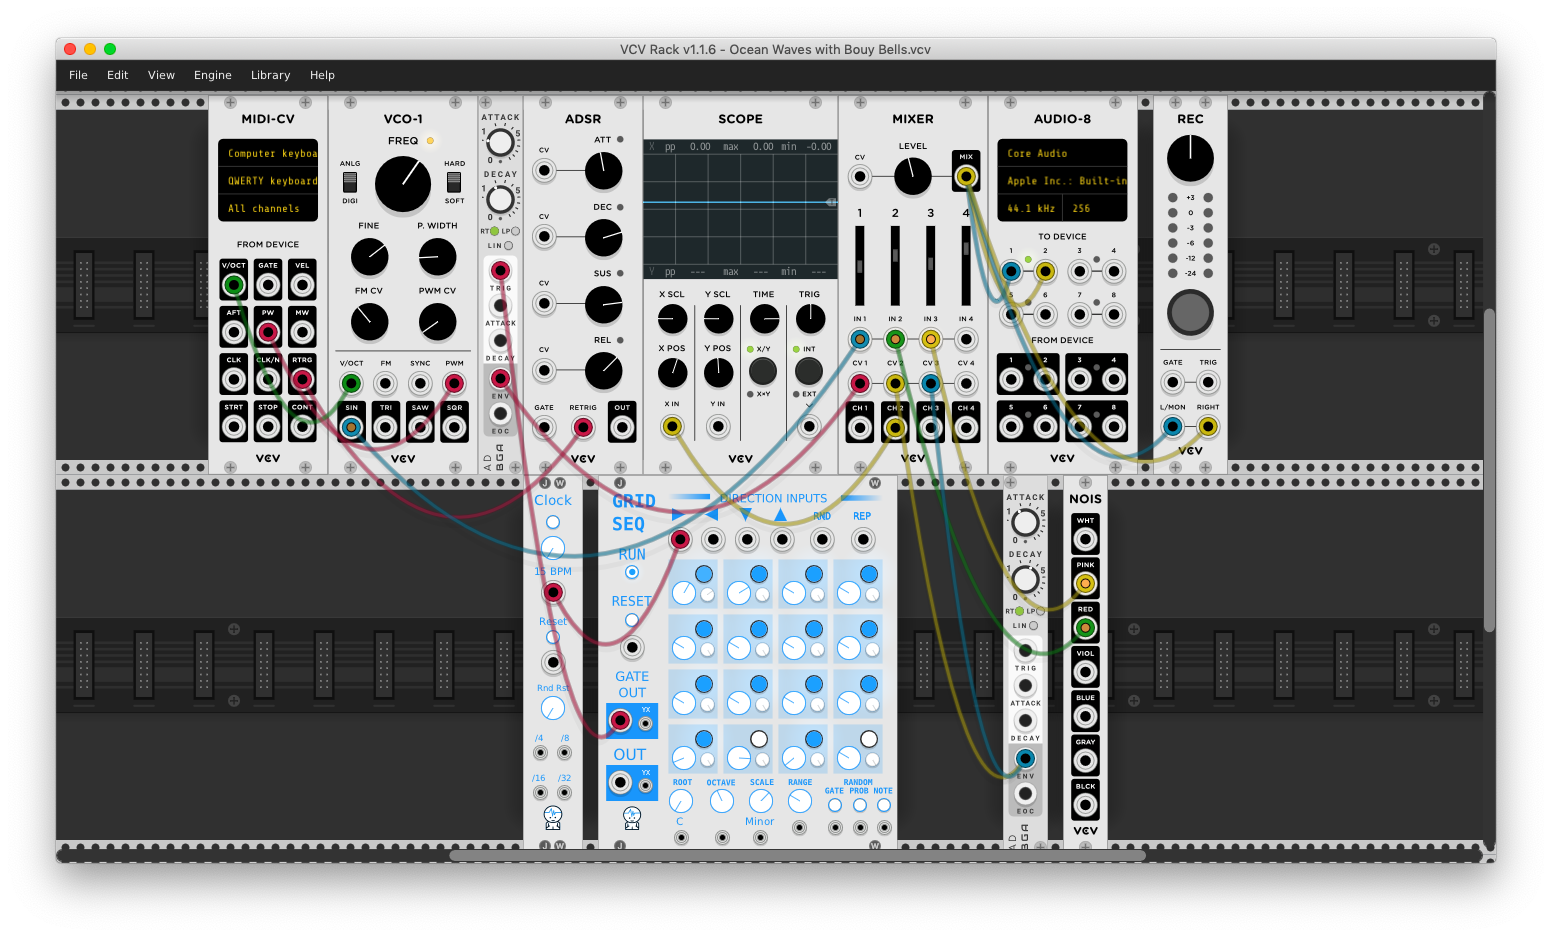 VCV Rack v1.1.6 - Ocean Waves with Bouy Bells.vcv
File Edit View Engine Library Help
MIDI-CV
Computer keyboa
QWERTY keyboard
All channels
FROM DEVICE
V/OCT GATE VEL
AFT PW MW
CLK CLK/N RTRG
STRT STOP CONT
VCV
VCO-1
FREQ
ANLG HARD
DIGI SOFT
FINE P. WIDTH
FM CV PWM CV
V/OCT FM SYNC PWM
SIN TRI SAW SQR
VCV
ATTACK
1 5
0
DECAY
1 5
0
RT LP
LIN
TRIG
ATTACK
DECAY
ENV
EOC
AD
BGA
ADSR
ATT
CV
DEC
CV
SUS
CV
REL
CV
GATE RETRIG OUT
VCV
SCOPE
X pp 0.00 max 0.00 min -0.00
Y pp --- max --- min ---
X SCL Y SCL TIME TRIG
X POS Y POS X/Y INT
X×Y EXT
X IN Y IN
VCV
MIXER
LEVEL
CV MIX
1 2 3 4
IN 1 IN 2 IN 3 IN 4
CV 1 CV 2 CV 3 CV 4
CH 1 CH 2 CH 3 CH 4
VCV
AUDIO-8
Core Audio
Apple Inc.: Built-in
44.1 kHz 256
TO DEVICE
1 2 3 4
5 6 7 8
FROM DEVICE
1 2 3 4
5 6 7 8
VCV
REC
+3
0
-3
-6
-12
-24
GATE TRIG
L/MON RIGHT
VCV
J W
Clock
15 BPM
Reset
Rnd Rst
/4 /8
/16 /32
J W
J W
GRID
SEQ
DIRECTION INPUTS
RND REP
RUN
RESET
GATE
OUT
YX
OUT
YX
ROOT OCTAVE SCALE RANGE RANDOM
GATE PROB NOTE
C Minor
J W
ATTACK
1 5
0
DECAY
1 5
0
RT LP
LIN
TRIG
ATTACK
DECAY
ENV
EOC
AD
BGA
NOIS
WHT
PINK
RED
VIOL
BLUE
GRAY
BLCK
VCV